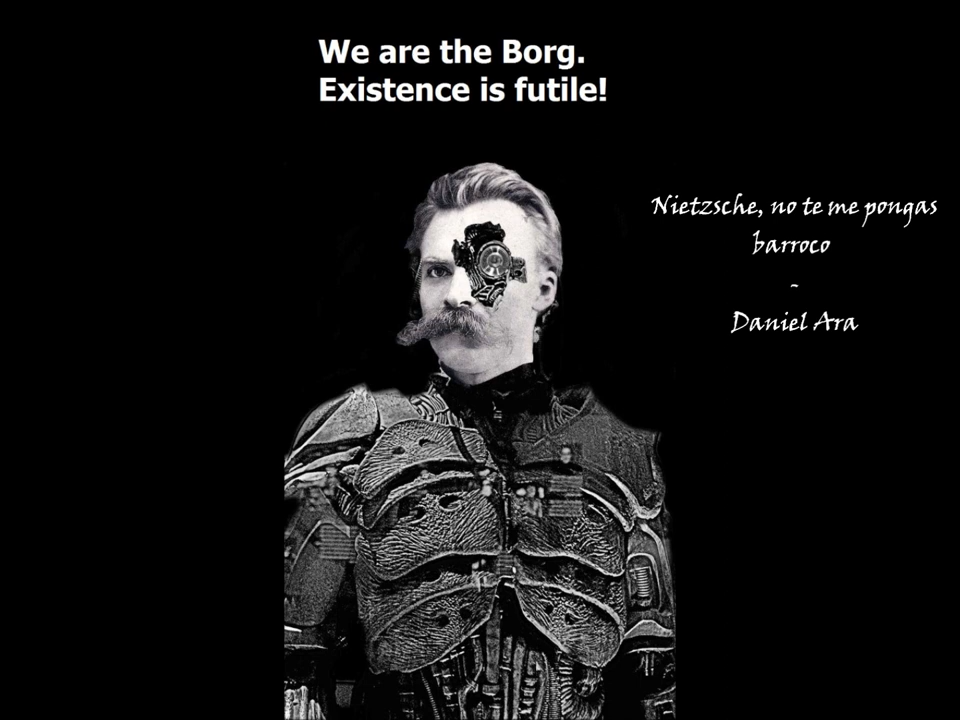 We are the Borg.
Existence is futile!
Nietzsche, no te me pongas
barroco
-
Daniel Ara